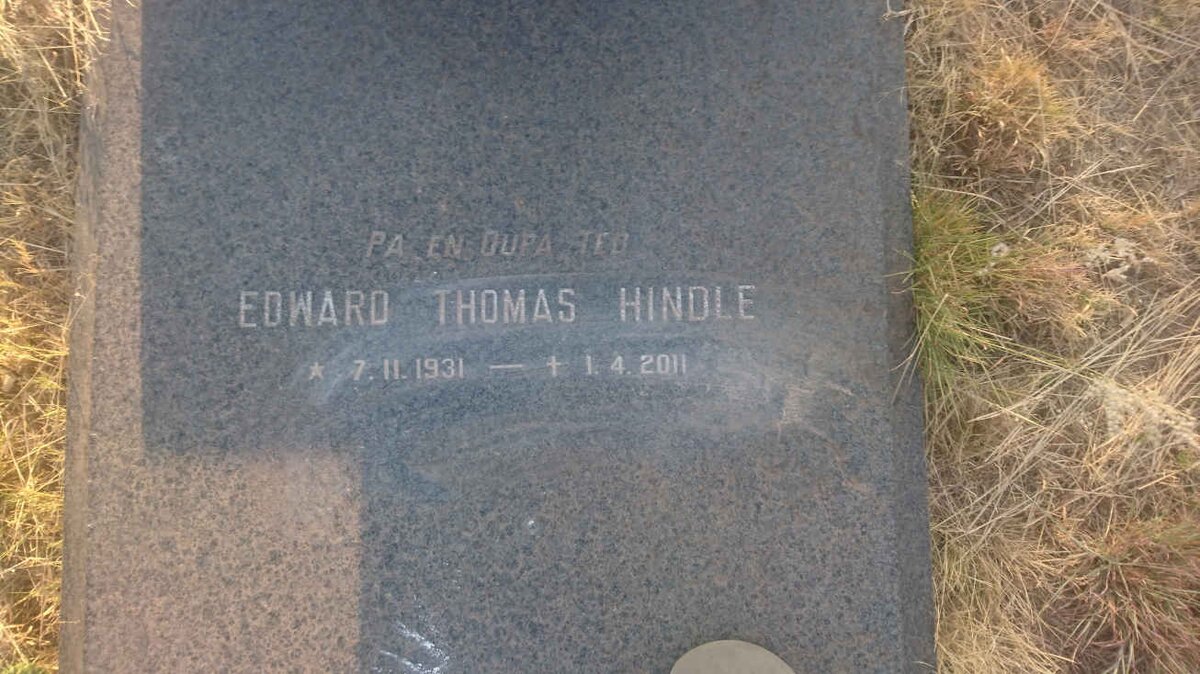 PA EN OUPA TED
EDWARD THOMAS HINDLE
★ 7.11.1931 — † 1.4.2011